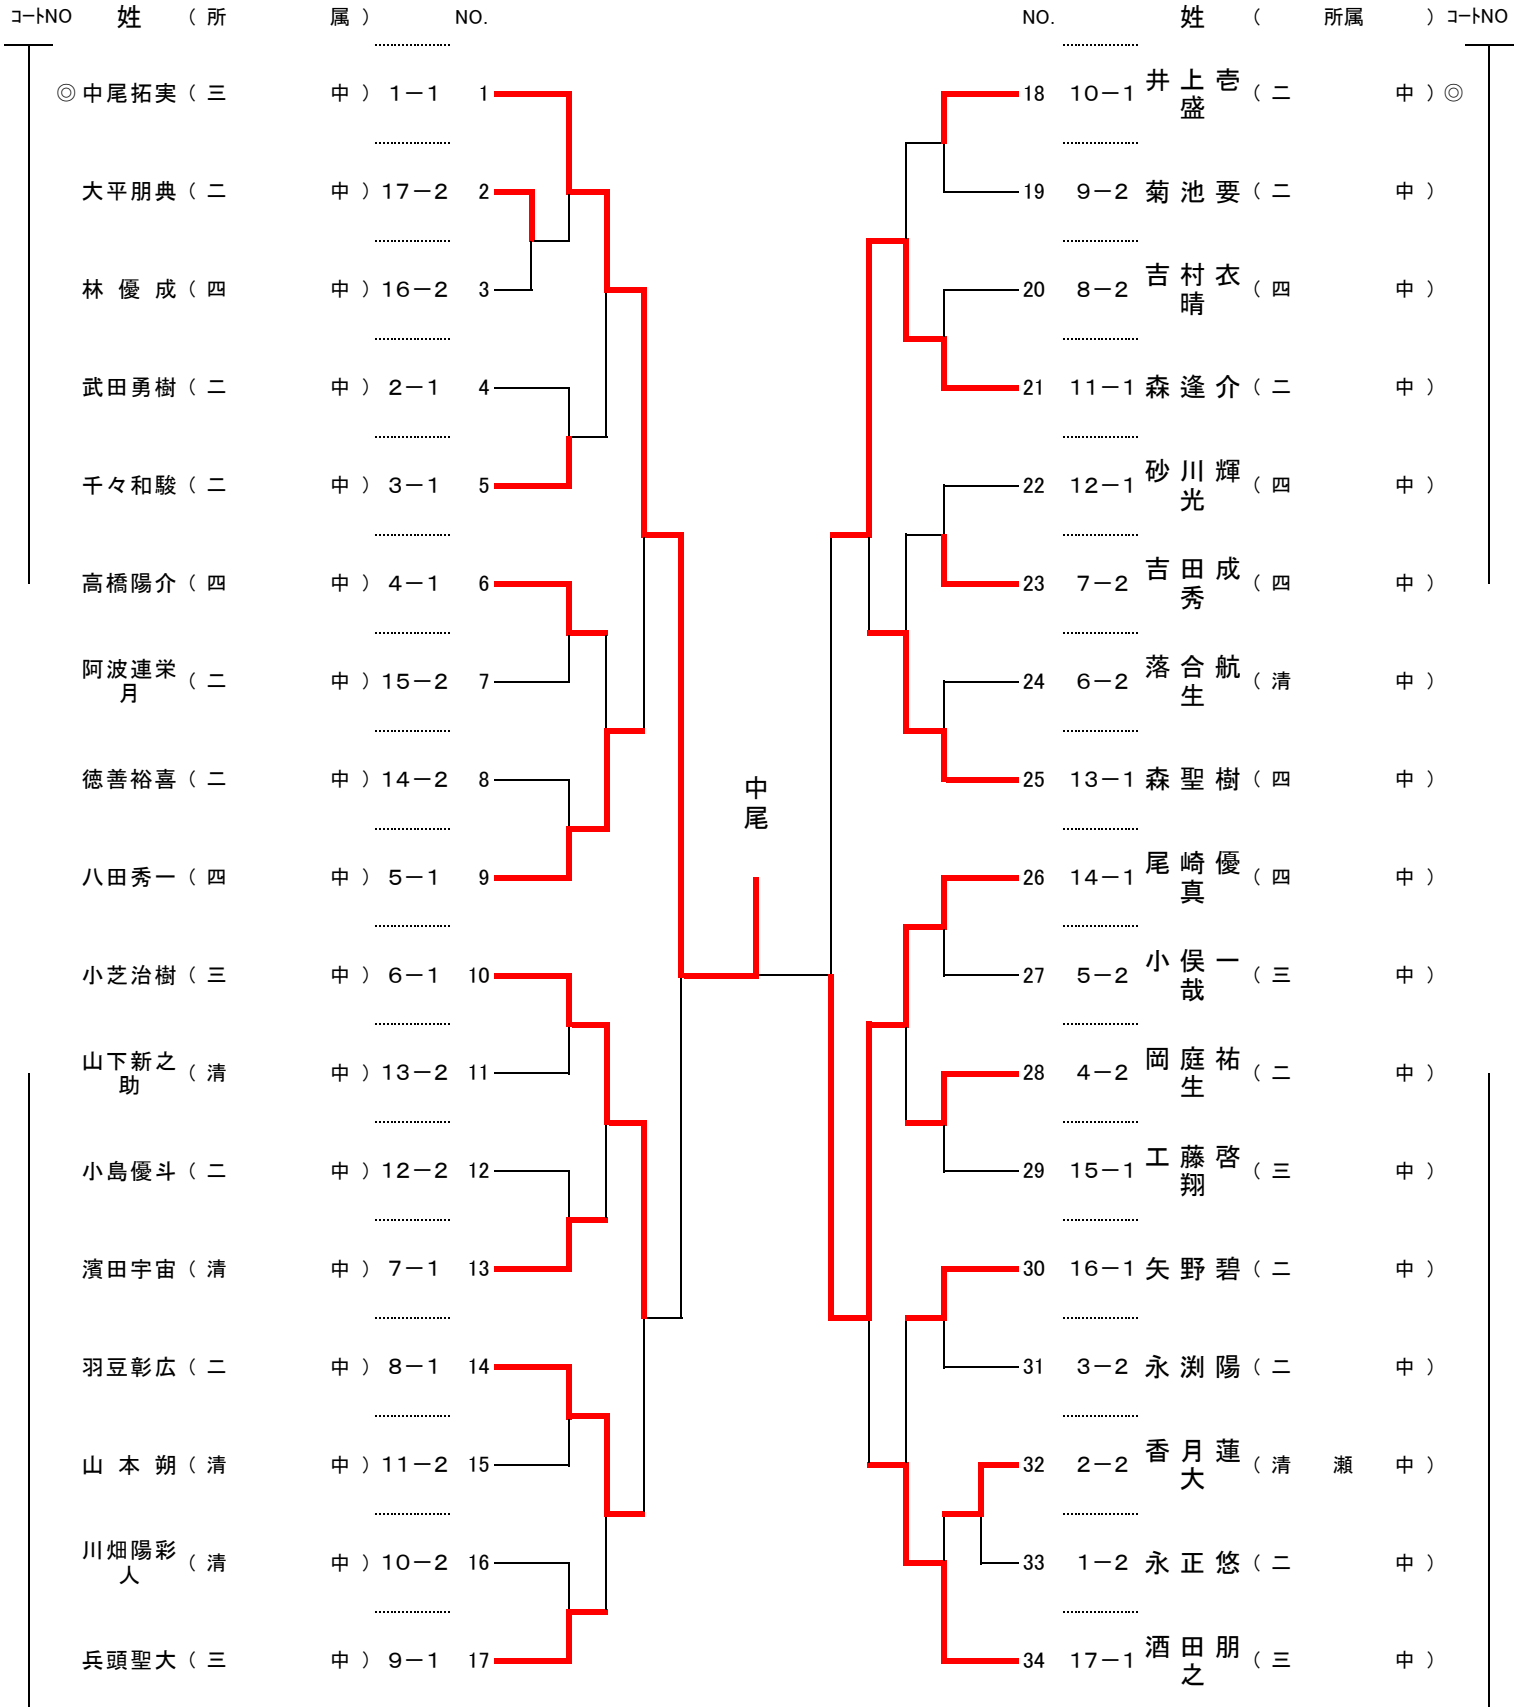 ｺｰﾄNO 姓 （ 所 属 ） NO.
◎ 中尾拓実 （ 三 中 ） 1－1 1
大平朋典 （ 二 中 ） 17－2 2
林優成 （ 四 中 ） 16－2 3
武田勇樹 （ 二 中 ） 2－1 4
千々和駿 （ 二 中 ） 3－1 5
高橋陽介 （ 四 中 ） 4－1 6
阿波連栄月 （ 二 中 ） 15－2 7
徳善裕喜 （ 二 中 ） 14－2 8
八田秀一 （ 四 中 ） 5－1 9
小芝治樹 （ 三 中 ） 6－1 10
山下新之助 （ 清 中 ） 13－2 11
小島優斗 （ 二 中 ） 12－2 12
濱田宇宙 （ 清 中 ） 7－1 13
羽豆彰広 （ 二 中 ） 8－1 14
山本朔 （ 清 中 ） 11－2 15
川畑陽彩人 （ 清 中 ） 10－2 16
兵頭聖大 （ 三 中 ） 9－1 17
中尾
NO. 姓 （ 所属 ） ｺｰﾄNO
18 10－1 井上壱盛 （ 二 中 ） ◎
19 9－2 菊池要 （ 二 中 ）
20 8－2 吉村衣晴 （ 四 中 ）
21 11－1 森逢介 （ 二 中 ）
22 12－1 砂川輝光 （ 四 中 ）
23 7－2 吉田成秀 （ 四 中 ）
24 6－2 落合航生 （ 清 中 ）
25 13－1 森聖樹 （ 四 中 ）
26 14－1 尾崎優真 （ 四 中 ）
27 5－2 小俣一哉 （ 三 中 ）
28 4－2 岡庭祐生 （ 二 中 ）
29 15－1 工藤啓翔 （ 三 中 ）
30 16－1 矢野碧 （ 二 中 ）
31 3－2 永渕陽 （ 二 中 ）
32 2－2 香月蓮大 （ 清 瀬 中 ）
33 1－2 永正悠 （ 二 中 ）
34 17－1 酒田朋之 （ 三 中 ）